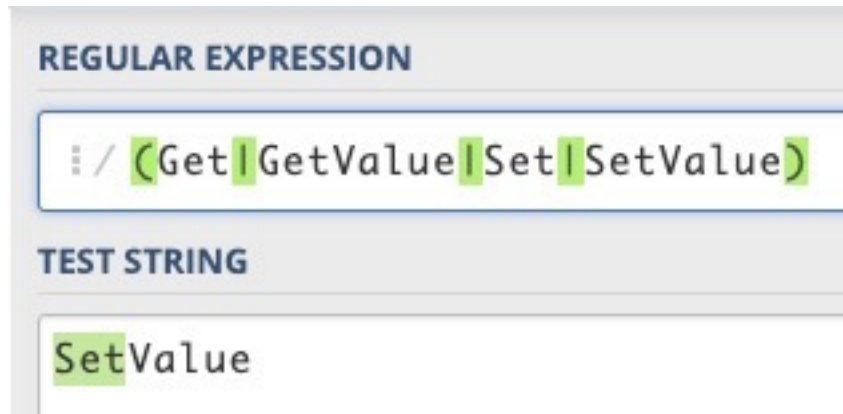 REGULAR EXPRESSION
/ (Get|GetValue|Set|SetValue)
TEST STRING
SetValue